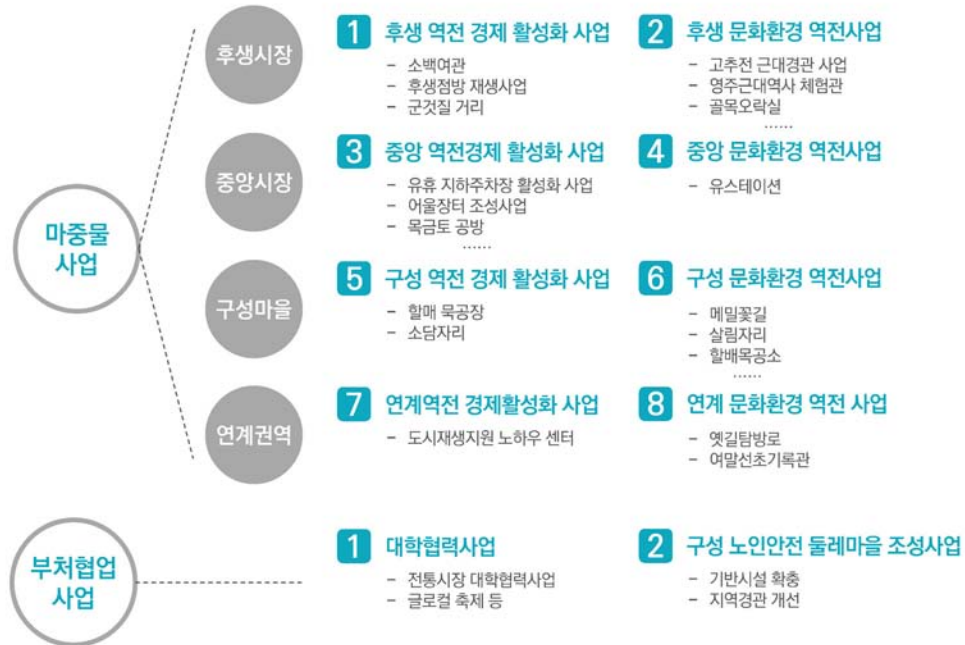 마중물
사업
후생시장
1 후생 역전 경제 활성화 사업
- 소백여관
- 후생점방 재생사업
- 군것질 거리
2 후생 문화환경 역전사업
- 고추전 근대경관 사업
- 영주근대역사 체험관
- 골목오락실
......
중앙시장
3 중앙 역전경제 활성화 사업
- 유휴 지하주차장 활성화 사업
- 어울장터 조성사업
- 목금토 공방
......
4 중앙 문화환경 역전사업
- 유스테이션
구성마을
5 구성 역전 경제 활성화 사업
- 할매 묵공장
- 소담자리
6 구성 문화환경 역전사업
- 메밀꽃길
- 살림자리
- 할배목공소
......
연계권역
7 연계역전 경제활성화 사업
- 도시재생지원 노하우 센터
8 연계 문화환경 역전 사업
- 옛길탐방로
- 여말선초기록관
부처협업
사업
1 대학협력사업
- 전통시장 대학협력사업
- 글로컬 축제 등
2 구성 노인안전 둘레마을 조성사업
- 기반시설 확충
- 지역경관 개선